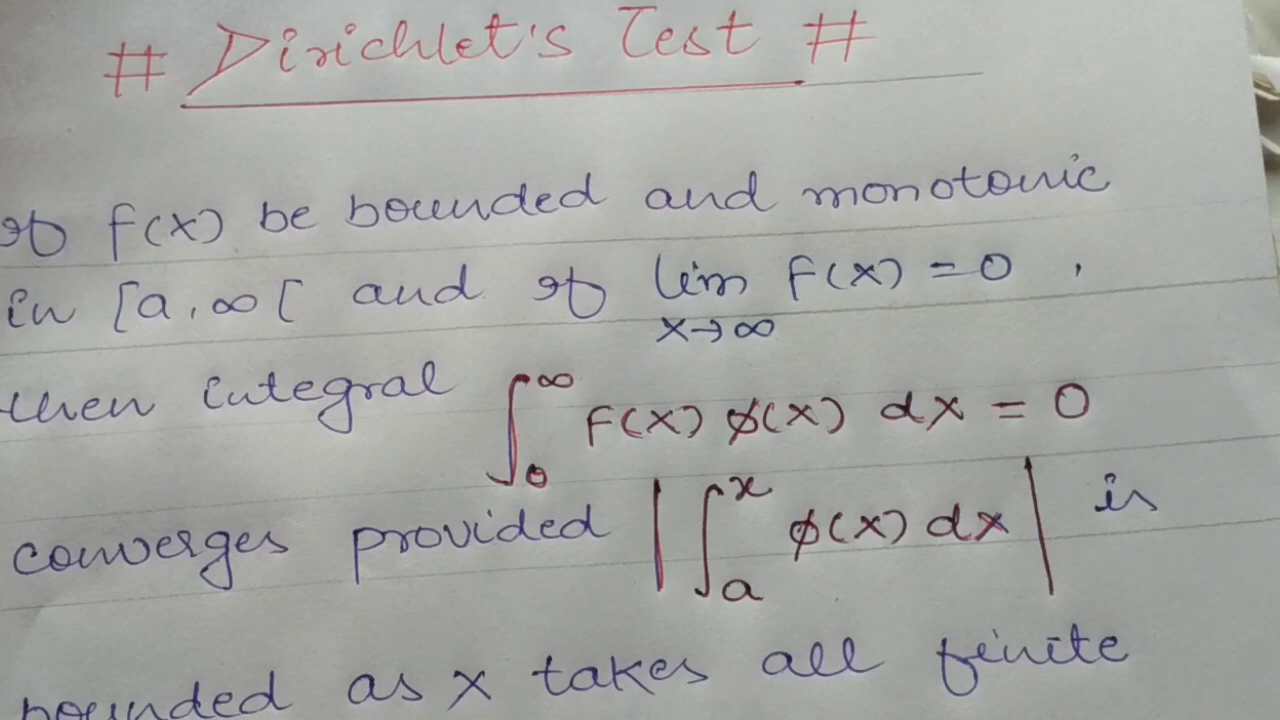 # Dirichlet's Test #
If f(x) be bounded and monotonic
in [a, ∞[ and if lim f(x) = 0 ,
x→∞
then integral ∫₀^∞ f(x) ϕ(x) dx = 0
converges provided |∫ₐˣ ϕ(x) dx| is
bounded as x takes all finite